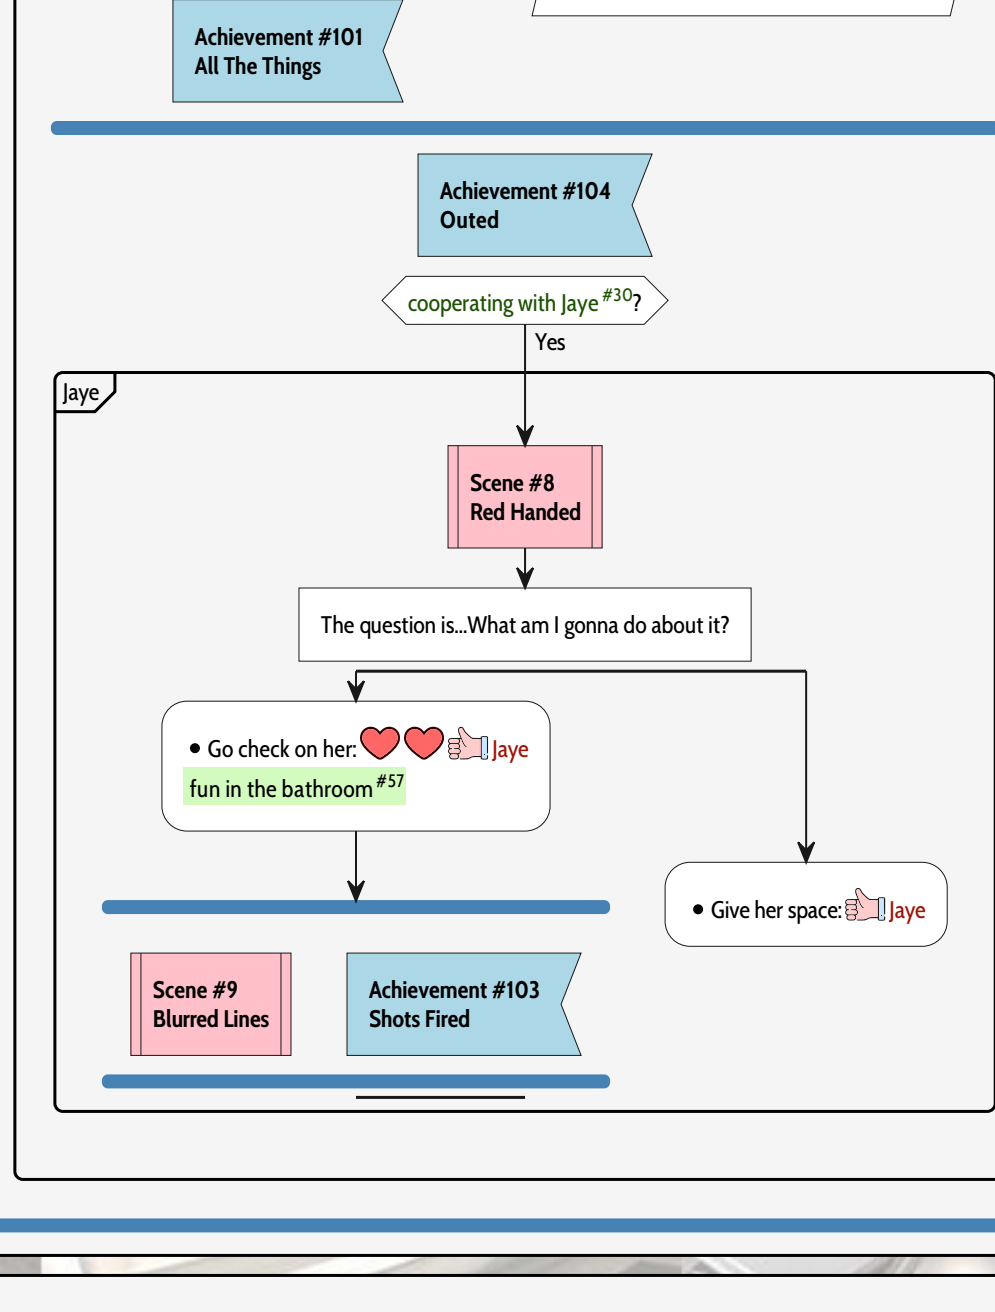 Achievement #101
All The Things
Achievement #104
Outed
cooperating with Jaye #30?
Yes
Jaye
Scene #8
Red Handed
The question is...What am I gonna do about it?
• Go check on her: Jaye
fun in the bathroom #57
• Give her space: Jaye
Scene #9
Blurred Lines
Achievement #103
Shots Fired